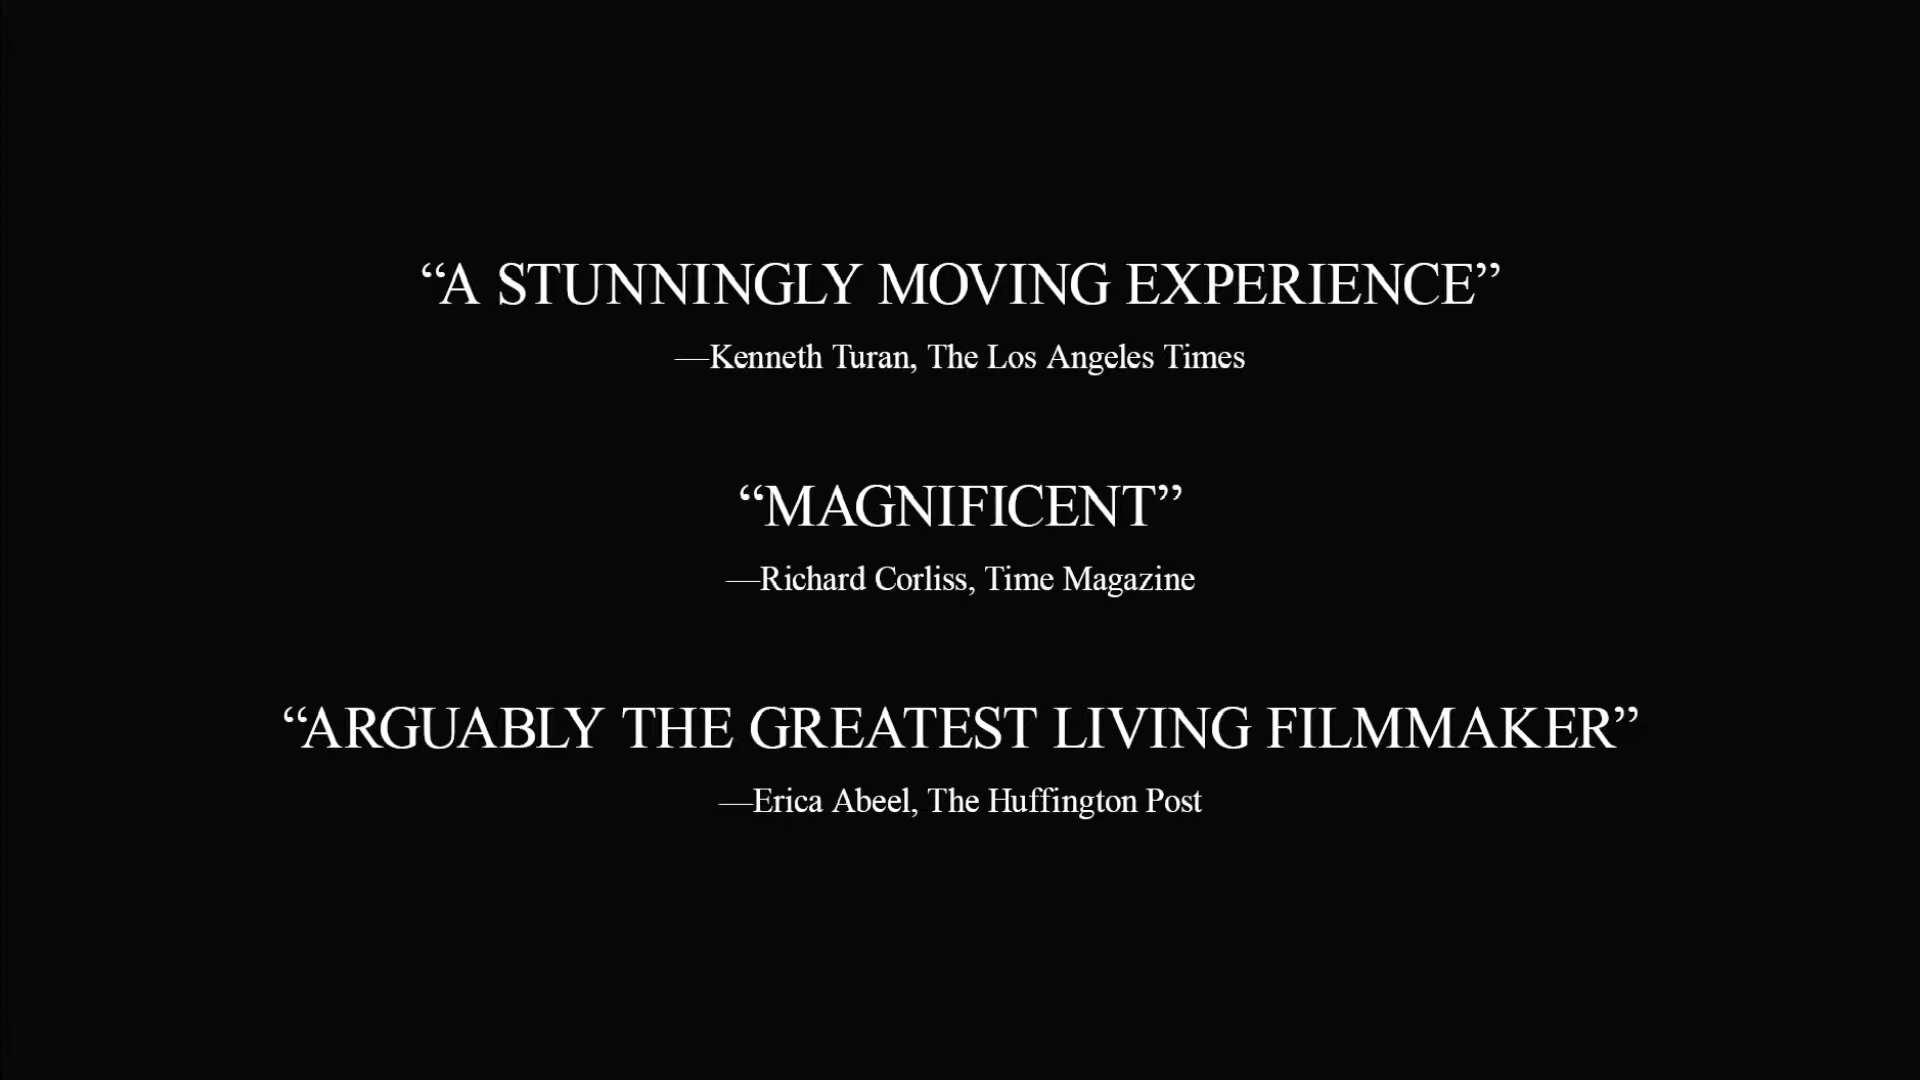 “A STUNNINGLY MOVING EXPERIENCE”
—Kenneth Turan, The Los Angeles Times
“MAGNIFICENT”
—Richard Corliss, Time Magazine
“ARGUABLY THE GREATEST LIVING FILMMAKER”
—Erica Abeel, The Huffington Post